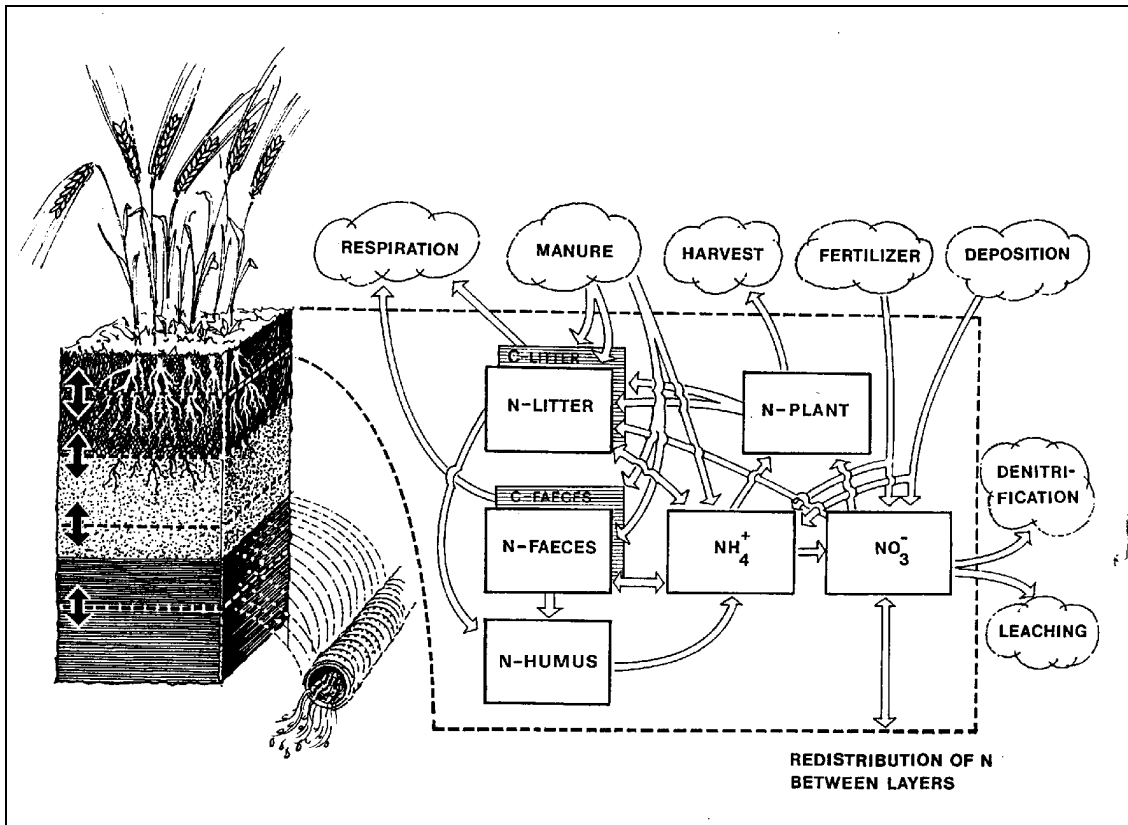 RESPIRATION
MANURE
HARVEST
FERTILIZER
DEPOSITION
C-LITTER
N-LITTER
N-PLANT
DENITRI-
FICATION
C-FAECES
N-FAECES
NH₄⁺
NO₃⁻
LEACHING
N-HUMUS
REDISTRIBUTION OF N
BETWEEN LAYERS